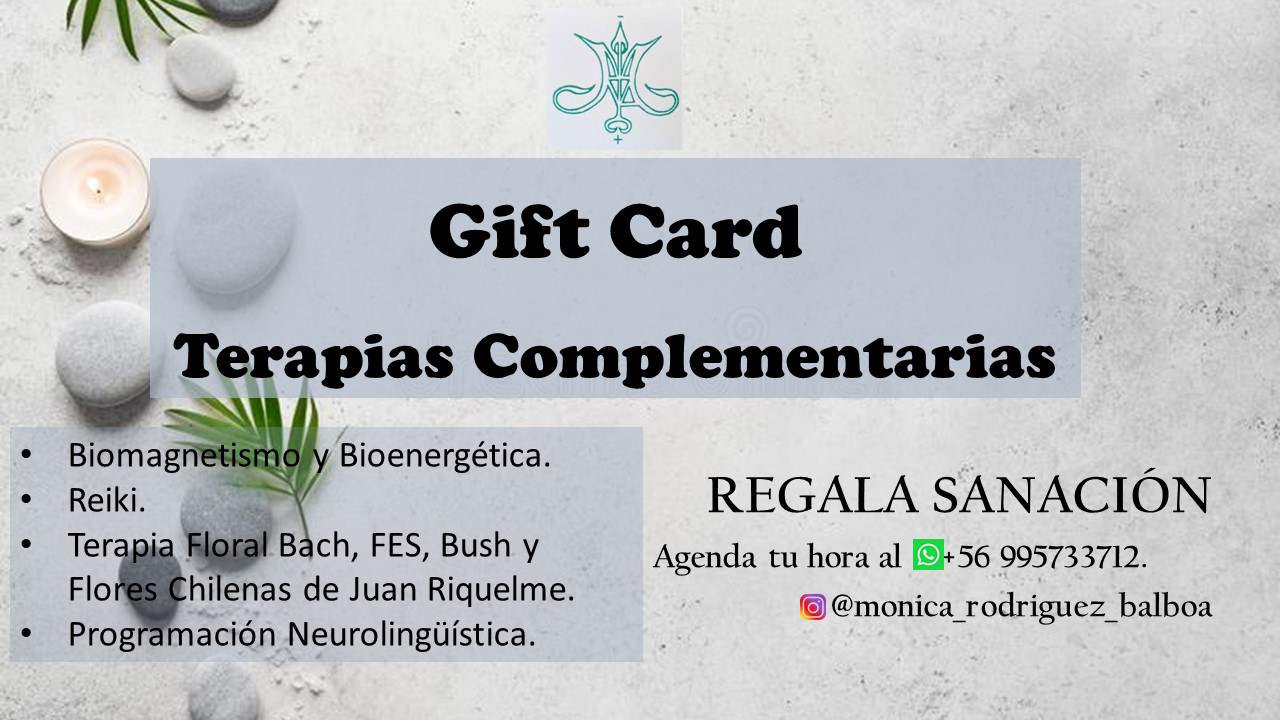 Gift Card
Terapias Complementarias
• Biomagnetismo y Bioenergética.
• Reiki.
• Terapia Floral Bach, FES, Bush y
Flores Chilenas de Juan Riquelme.
• Programación Neurolingüística.
REGALA SANACIÓN
Agenda tu hora al +56 995733712.
@monica_rodriguez_balboa